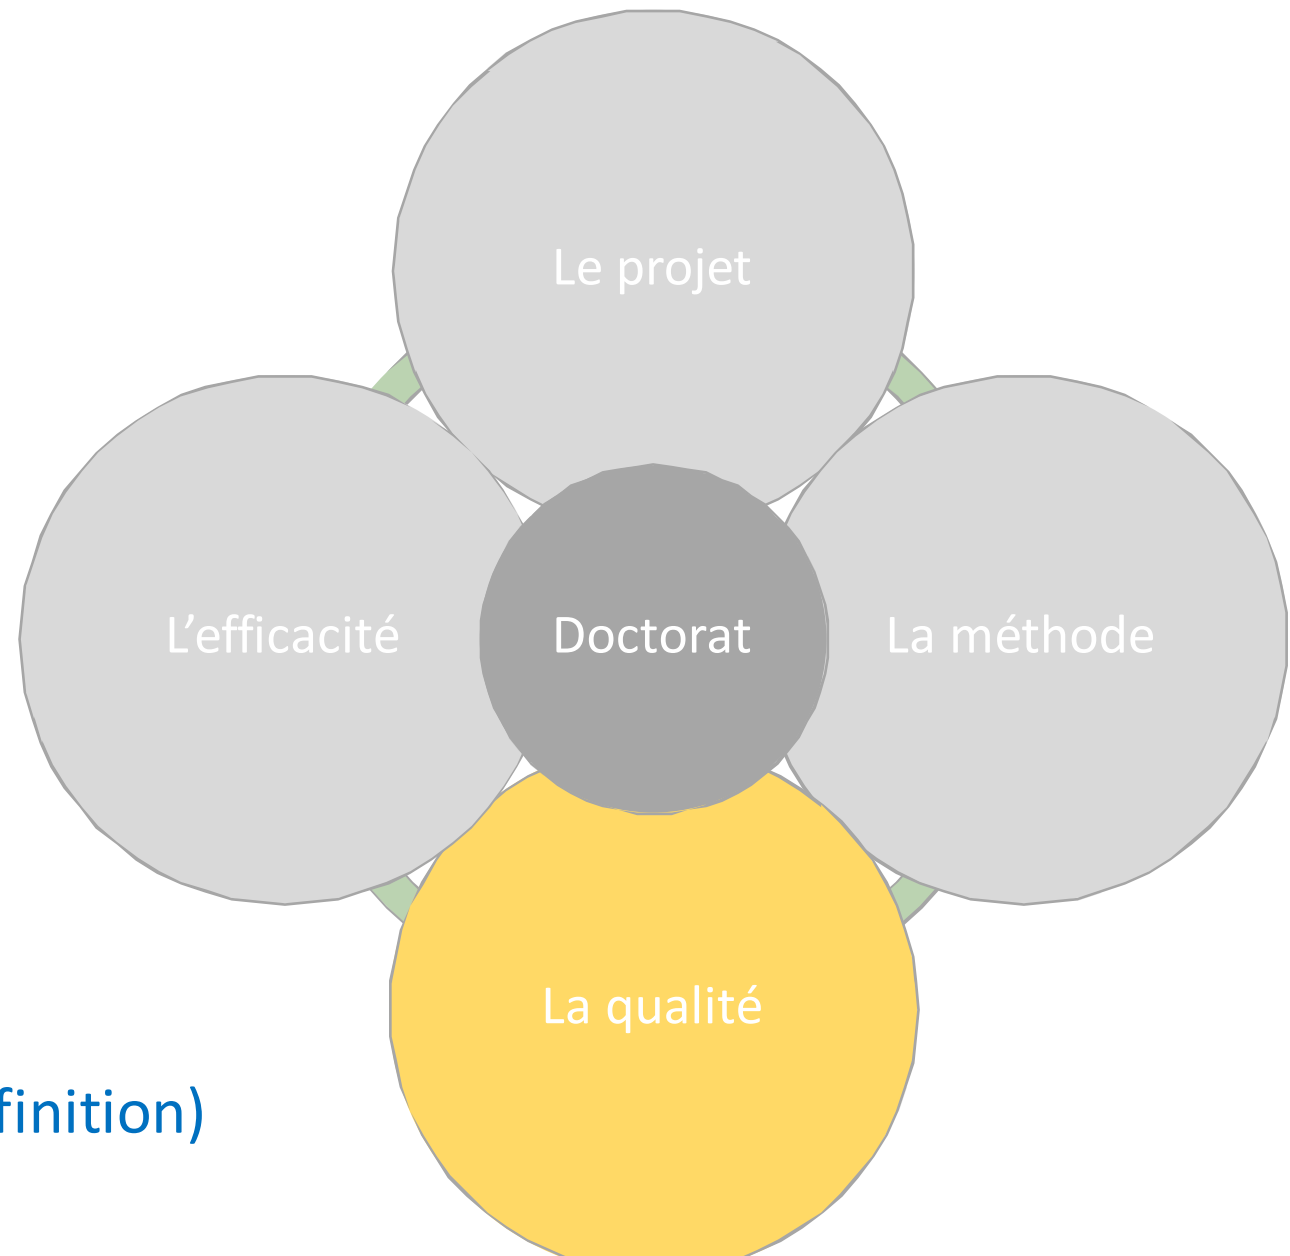 Le projet
L’efficacité
Doctorat
La méthode
La qualité
finition)